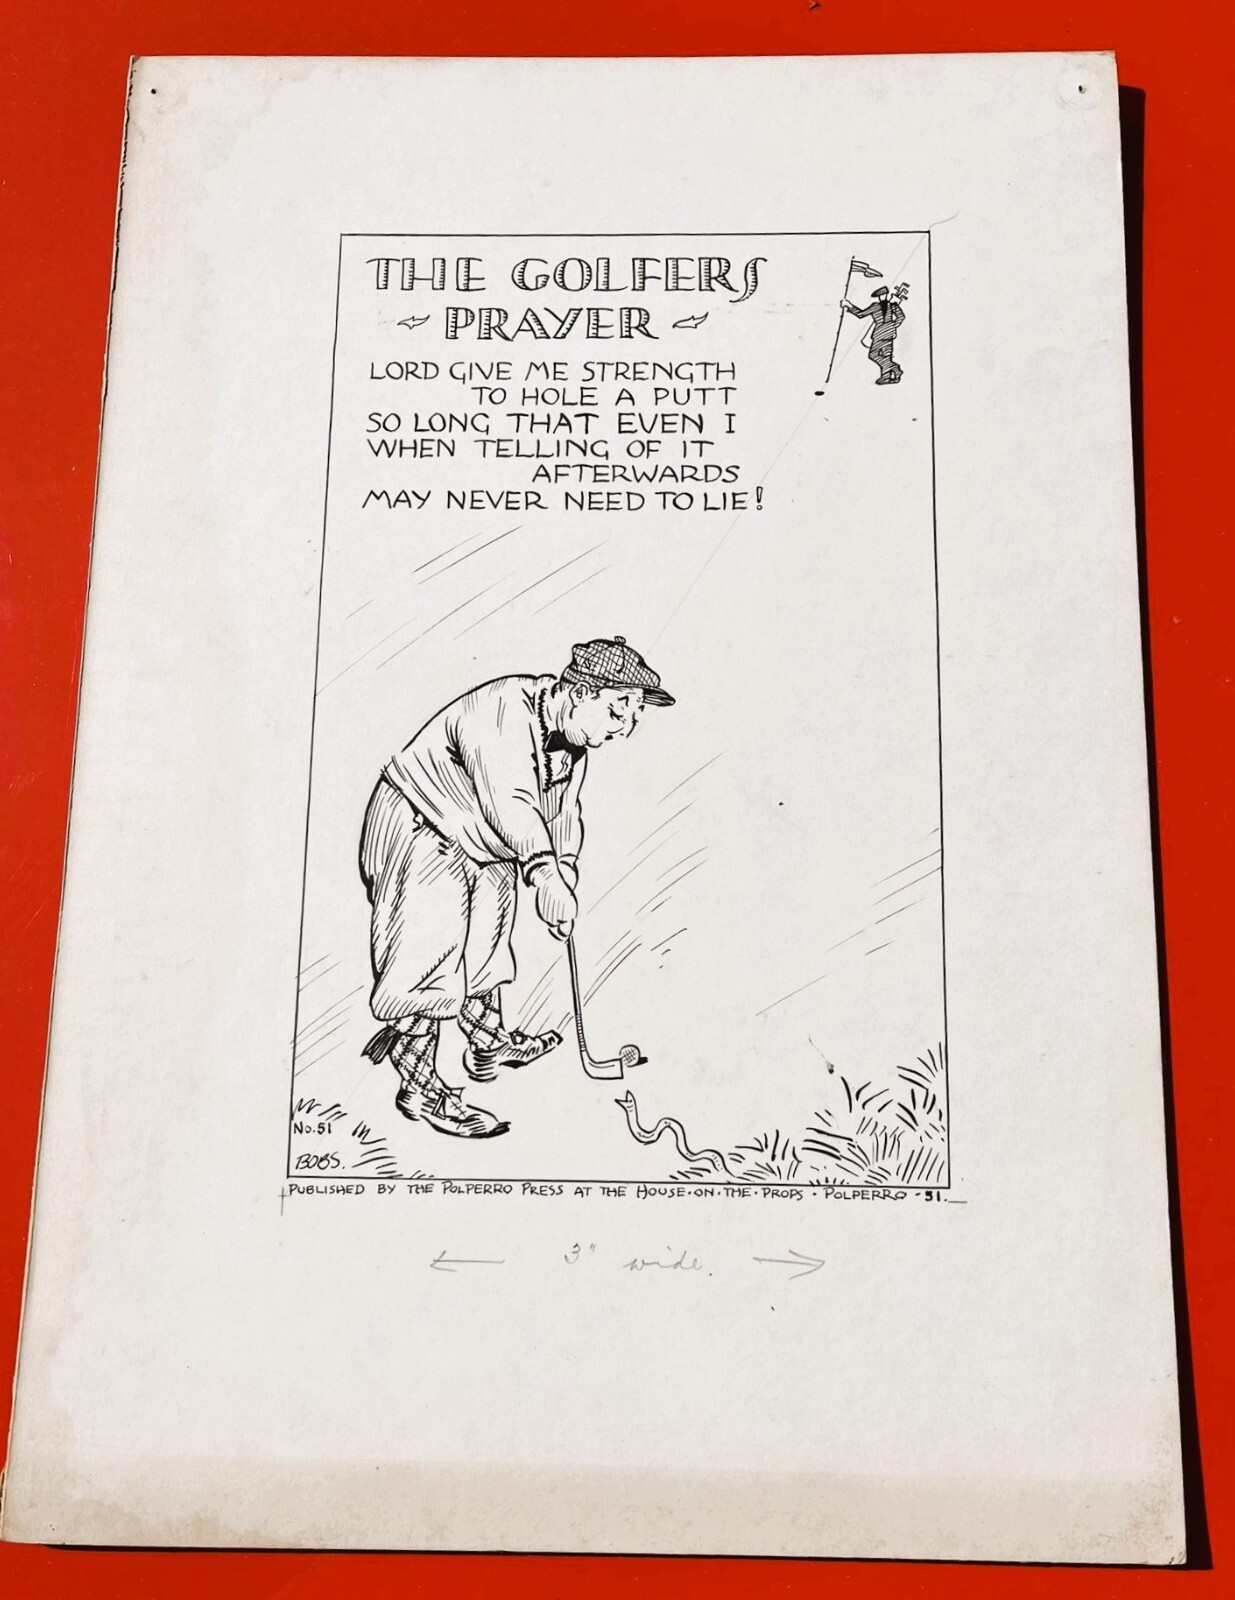 THE GOLFERS
PRAYER
LORD GIVE ME STRENGTH
TO HOLE A PUTT
SO LONG THAT EVEN I
WHEN TELLING OF IT
AFTERWARDS
MAY NEVER NEED TO LIE!
No.51
BOBS.
PUBLISHED BY THE POLPERRO PRESS AT THE HOUSE·ON·THE·PROPS·POLPERRO-51.
3" wide.